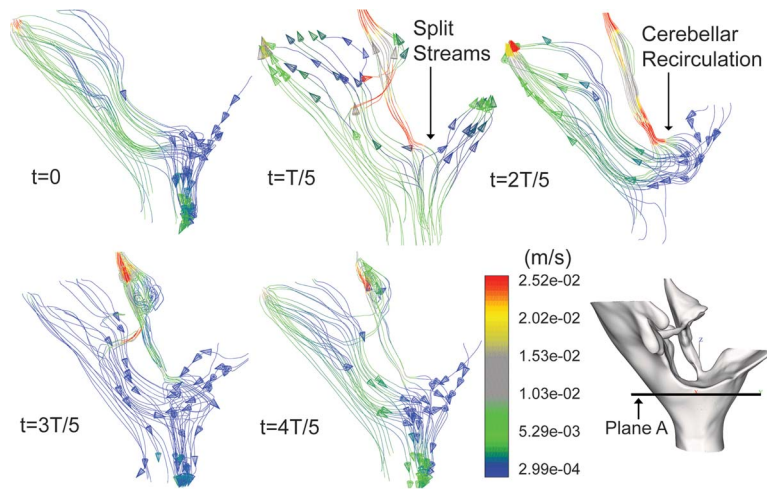 Split
Streams
Cerebellar
Recirculation
t=0
t=T/5
t=2T/5
(m/s)
2.52e-02
2.02e-02
1.53e-02
1.03e-02
5.29e-03
2.99e-04
t=3T/5
t=4T/5
Plane A